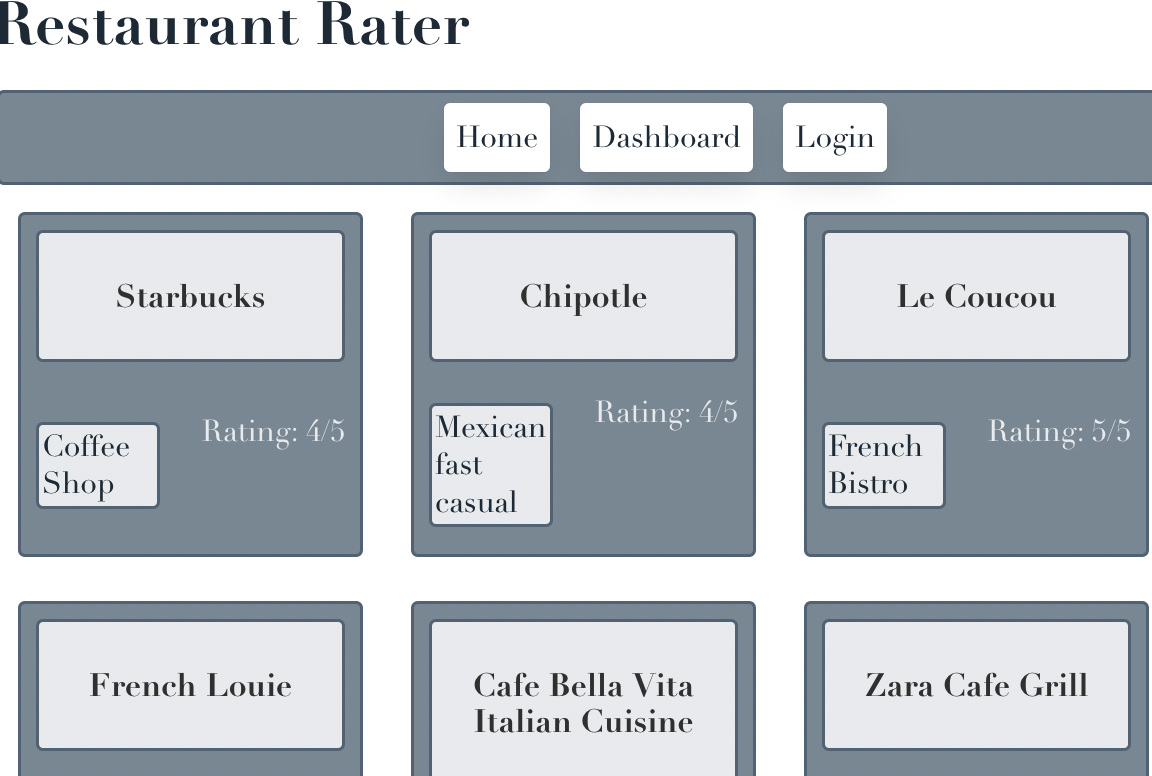 Restaurant Rater
Home
Dashboard
Login
Starbucks
Coffee
Shop
Rating: 4/5
Chipotle
Mexican
fast
casual
Rating: 4/5
Le Coucou
French
Bistro
Rating: 5/5
French Louie
Cafe Bella Vita
Italian Cuisine
Zara Cafe Grill